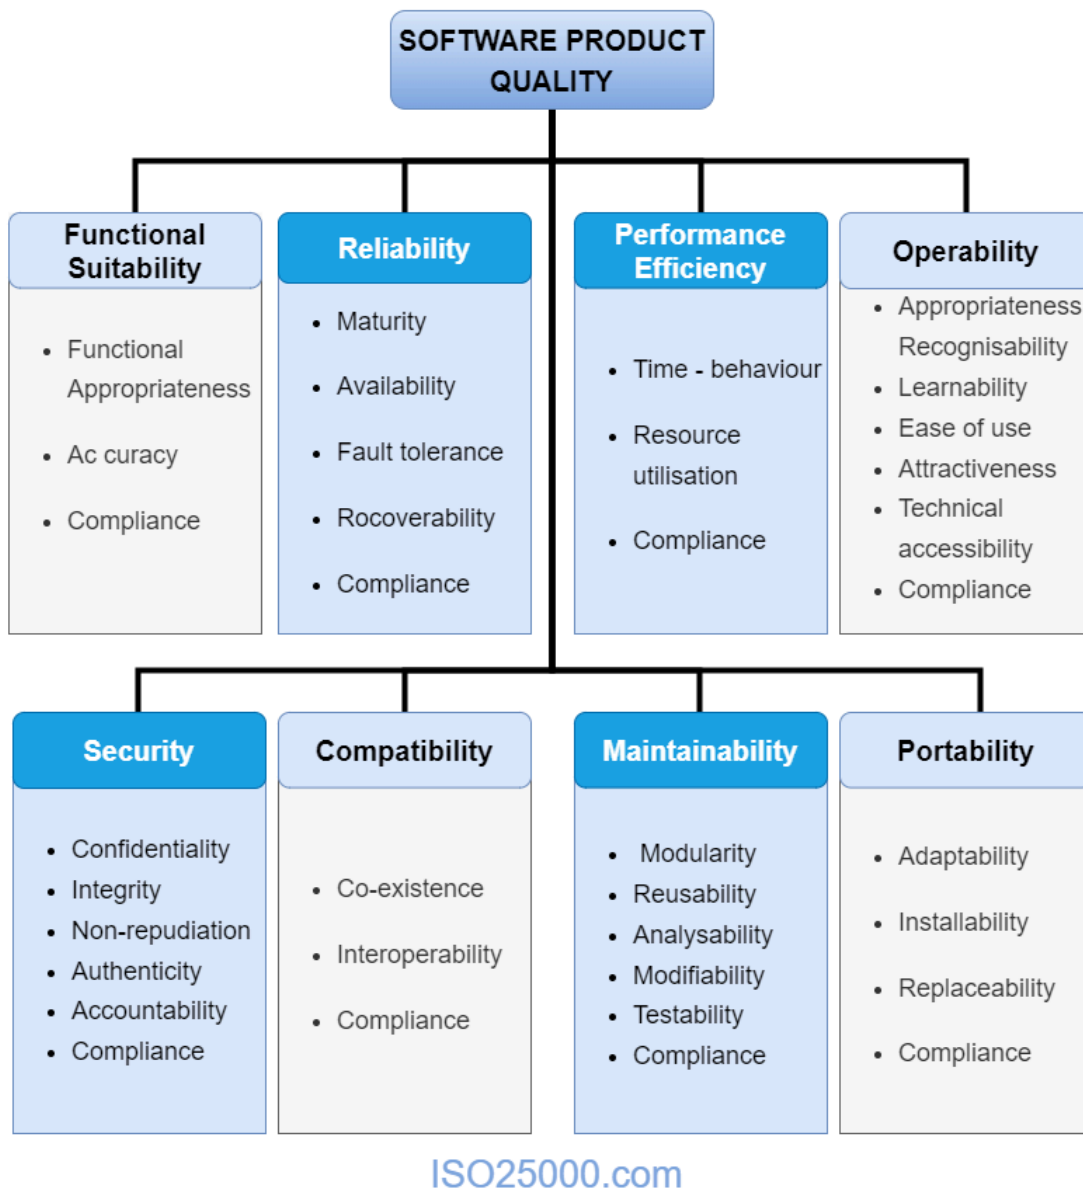 SOFTWARE PRODUCT
QUALITY
Functional
Suitability
Functional
Appropriateness
Ac curacy
Compliance
Reliability
Maturity
Availability
Fault tolerance
Rocoverability
Compliance
Performance
Efficiency
Time - behaviour
Resource
utilisation
Compliance
Operability
Appropriateness
Recognisability
Learnability
Ease of use
Attractiveness
Technical
accessibility
Compliance
Security
Confidentiality
Integrity
Non-repudiation
Authenticity
Accountability
Compliance
Compatibility
Co-existence
Interoperability
Compliance
Maintainability
Modularity
Reusability
Analysability
Modifiability
Testability
Compliance
Portability
Adaptability
Installability
Replaceability
Compliance
ISO25000.com